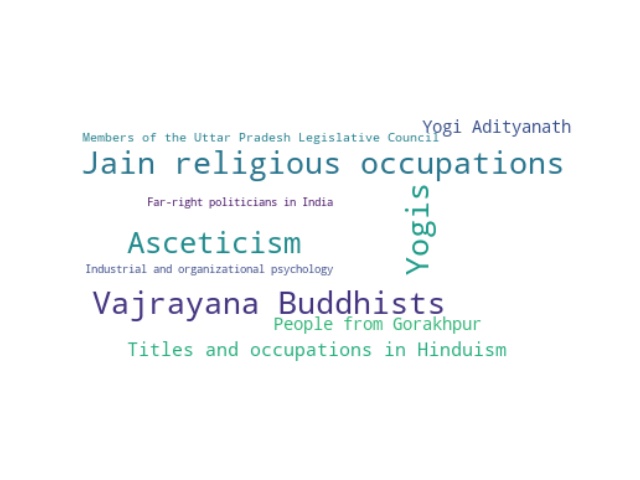 Yogi Adityanath
Members of the Uttar Pradesh Legislative Council
Jain religious occupations
Far-right politicians in India
Yogis
Asceticism
Industrial and organizational psychology
Vajrayana Buddhists
People from Gorakhpur
Titles and occupations in Hinduism